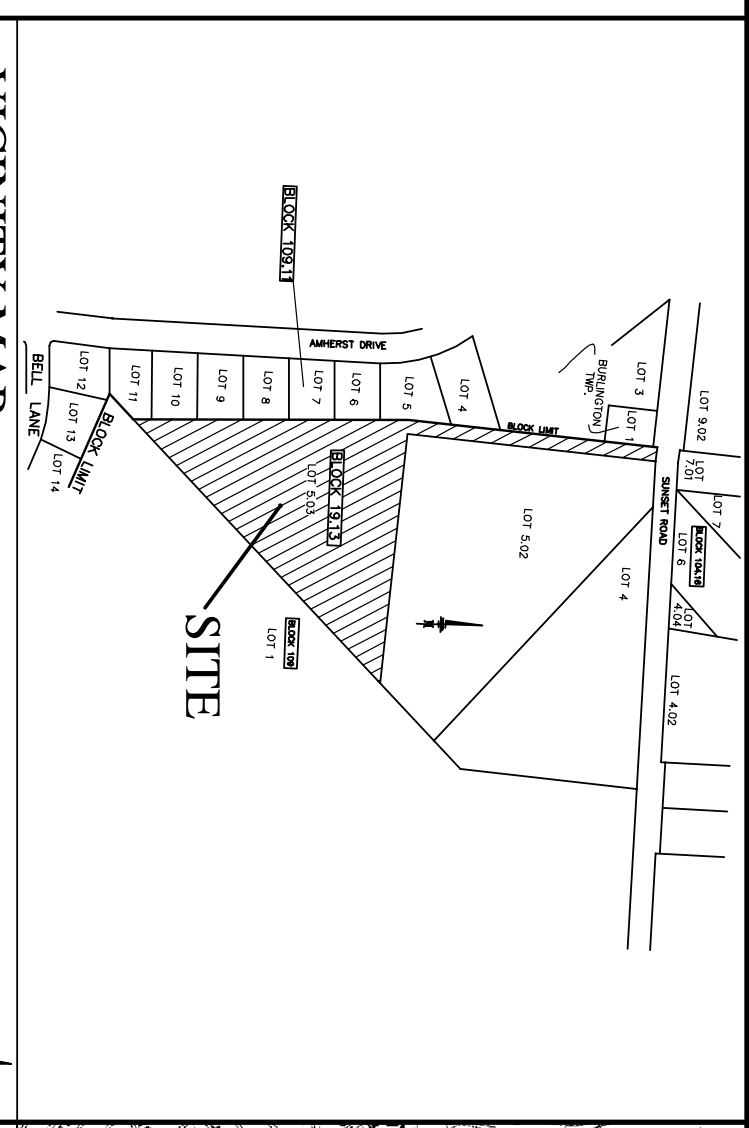 LOT 9.02
LOT
7.01
LOT 7
BLOCK 104.16
LOT 6
LOT
4.04
LOT 4.02
SUNSET ROAD
LOT 3
LOT 1
BURLINGTON
TWP.
BLOCK LIMIT
LOT 4
LOT 5.02
LOT 4
AMHERST DRIVE
LOT 5
LOT 6
LOT 7
LOT 8
LOT 9
LOT 10
LOT 11
LOT 12
LOT 13
LOT 14
BLOCK 109.11
BLOCK 19.13
LOT 5.03
BLOCK 109
LOT 1
SITE
BLOCK LIMIT
BELL LANE